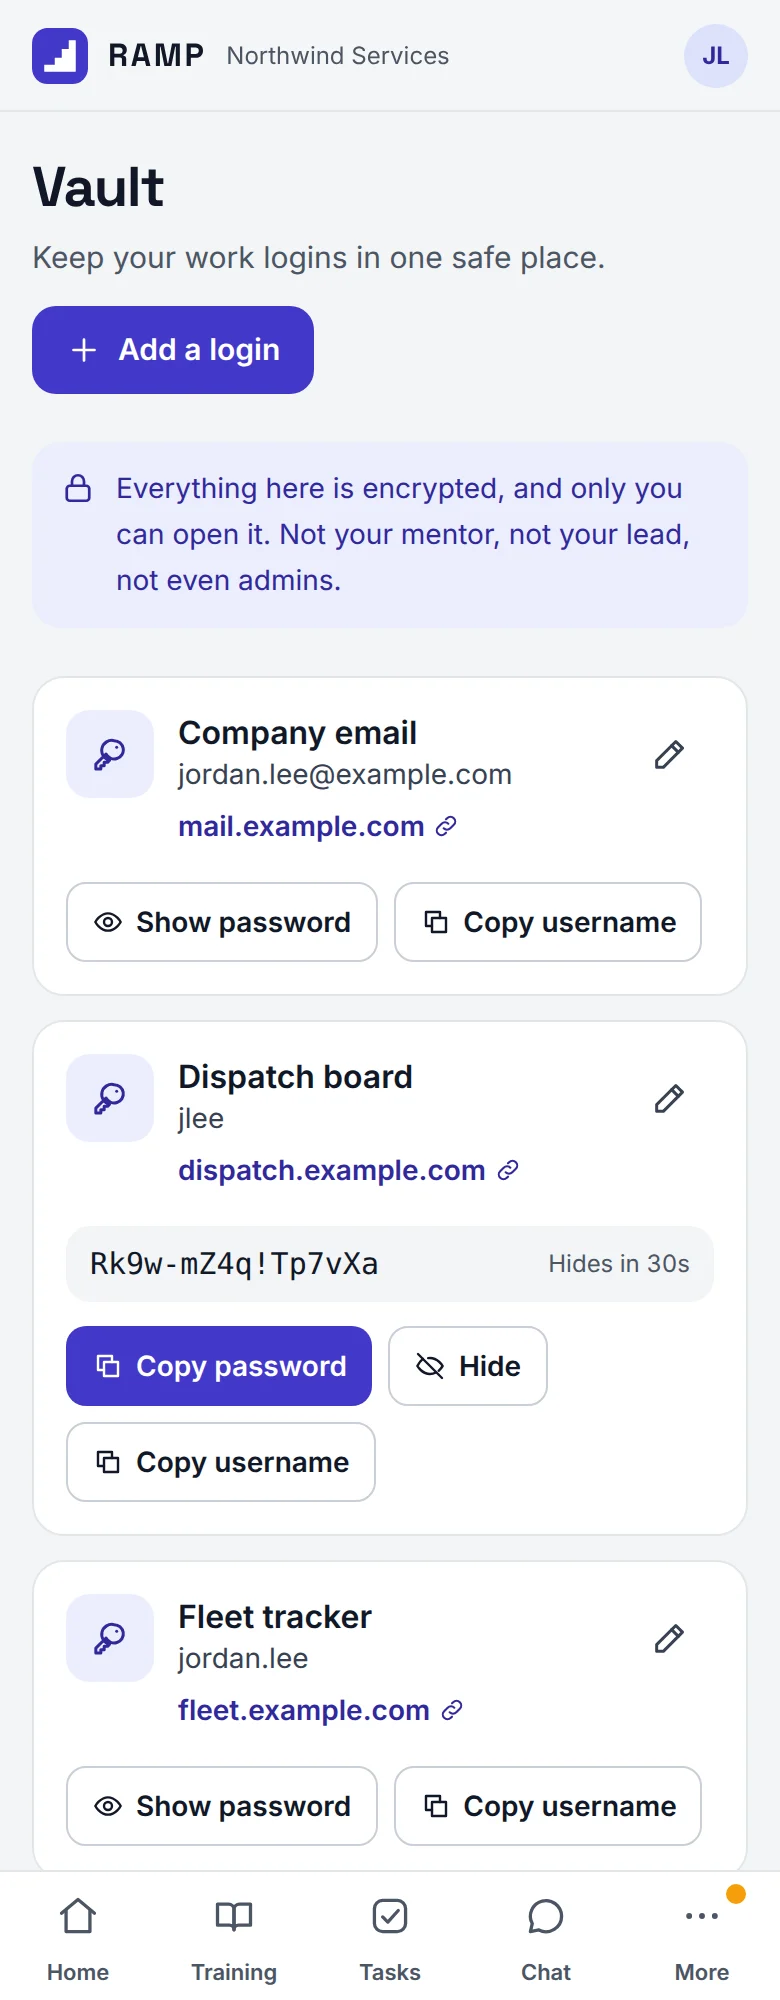 RAMP Northwind Services JL
Vault
Keep your work logins in one safe place.
Add a login
Everything here is encrypted, and only you
can open it. Not your mentor, not your lead,
not even admins.
Company email
jordan.lee@example.com
mail.example.com
Show password Copy username
Dispatch board
jlee
dispatch.example.com
Rk9w-mZ4q!Tp7vXa Hides in 30s
Copy password Hide
Copy username
Fleet tracker
jordan.lee
fleet.example.com
Show password Copy username
Home Training Tasks Chat More